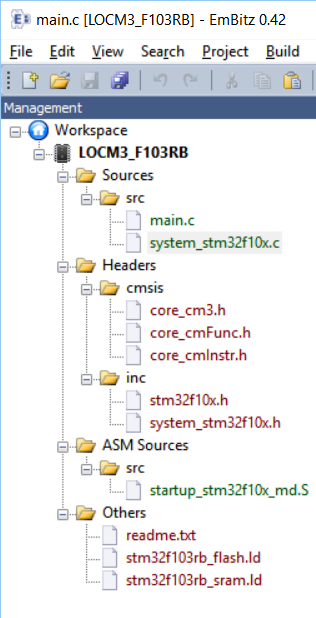 main.c [LOCM3_F103RB] - EmBitz 0.42
File Edit View Search Project Build
Management
Workspace
LOCM3_F103RB
Sources
src
main.c
system_stm32f10x.c
Headers
cmsis
core_cm3.h
core_cmFunc.h
core_cmInstr.h
inc
stm32f10x.h
system_stm32f10x.h
ASM Sources
src
startup_stm32f10x_md.S
Others
readme.txt
stm32f103rb_flash.ld
stm32f103rb_sram.ld